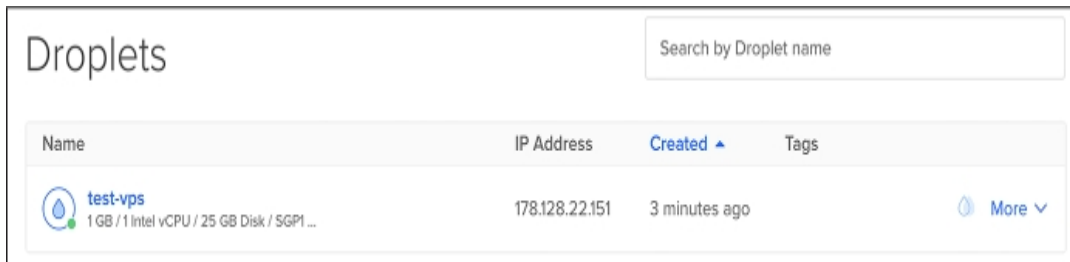 Droplets
Search by Droplet name
Name IP Address Created Tags
test-vps
1 GB / 1 Intel vCPU / 25 GB Disk / SGP1 ...
178.128.22.151 3 minutes ago More